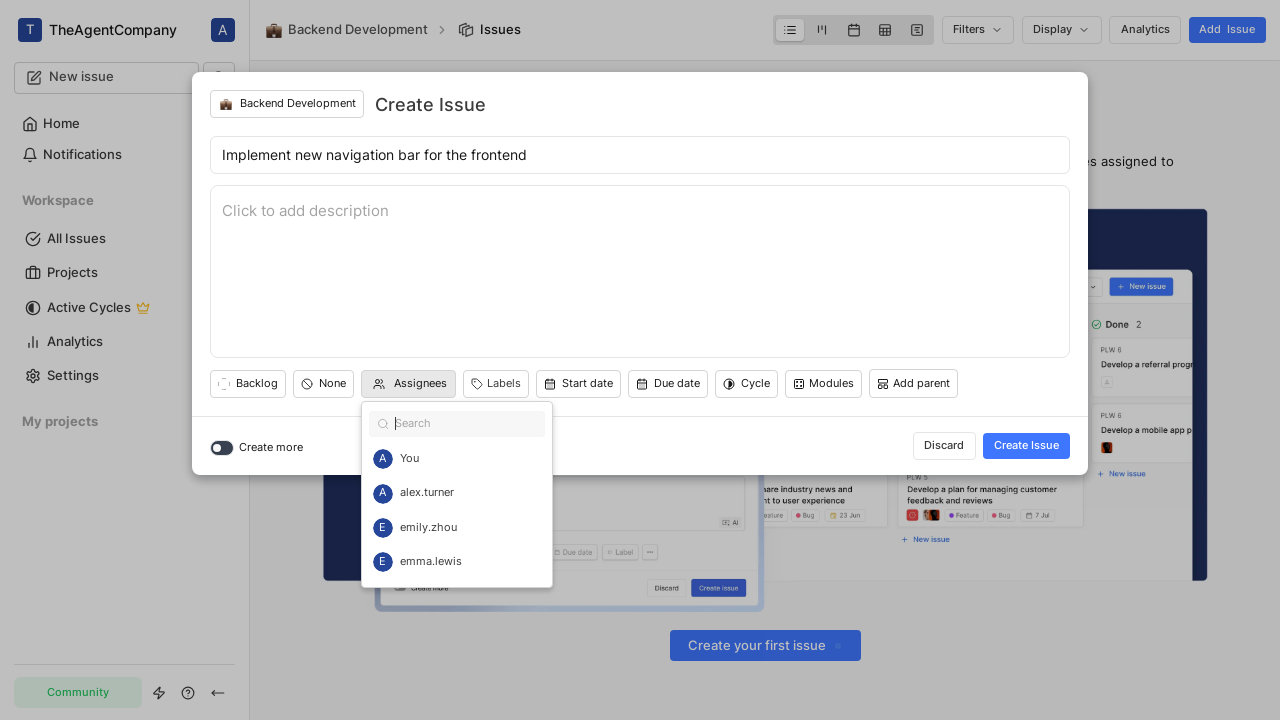 T TheAgentCompany A
Backend Development Issues
Filters Display Analytics Add Issue
New issue
Home
Notifications
Workspace
All Issues
Projects
Active Cycles
Analytics
Settings
My projects
Community
Backend Development Create Issue
Implement new navigation bar for the frontend
Click to add description
Backlog None Assignees Labels Start date Due date Cycle Modules Add parent
Create more Discard Create Issue
Search
A You
A alex.turner
E emily.zhou
E emma.lewis
assigned to
New issue
Done 2
PLW 6
Develop a referral
A
PLW 6
Develop a mobile app
New issue
hare industry news and
to user experience
Feature Bug 23 Jun
Develop a plan for managing customer
feedback and reviews
Feature Bug 7 Jul
New issue
AI
Due date Label
Create more Discard Create issue
Create your first issue